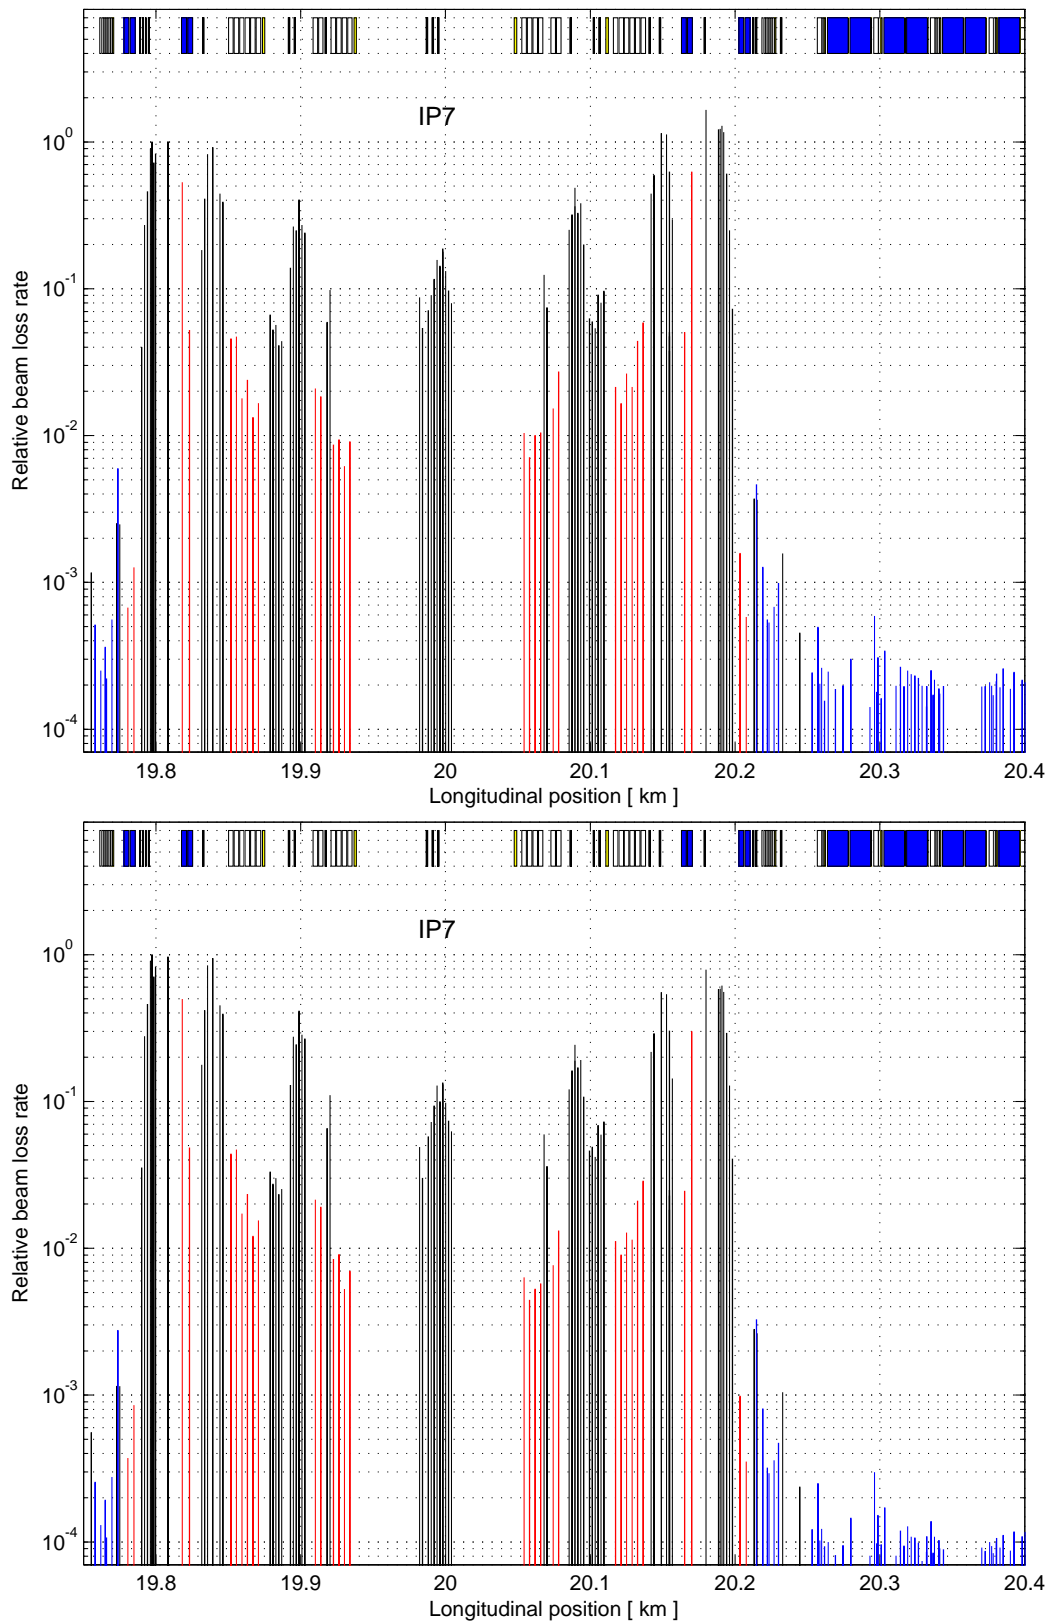 IP7
10^0
10^-1
10^-2
10^-3
10^-4
Relative beam loss rate
19.8 19.9 20 20.1 20.2 20.3 20.4
Longitudinal position [ km ]
IP7
10^0
10^-1
10^-2
10^-3
10^-4
Relative beam loss rate
19.8 19.9 20 20.1 20.2 20.3 20.4
Longitudinal position [ km ]